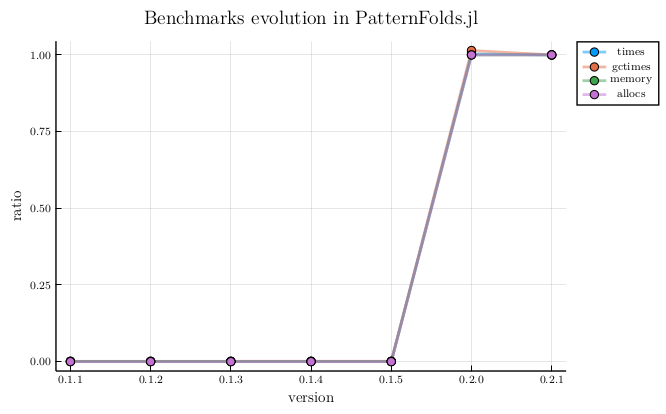 Benchmarks evolution in PatternFolds.jl
times
gctimes
memory
allocs
1.00
0.75
0.50
0.25
0.00
ratio
0.1.1 0.1.2 0.1.3 0.1.4 0.1.5 0.2.0 0.2.1
version